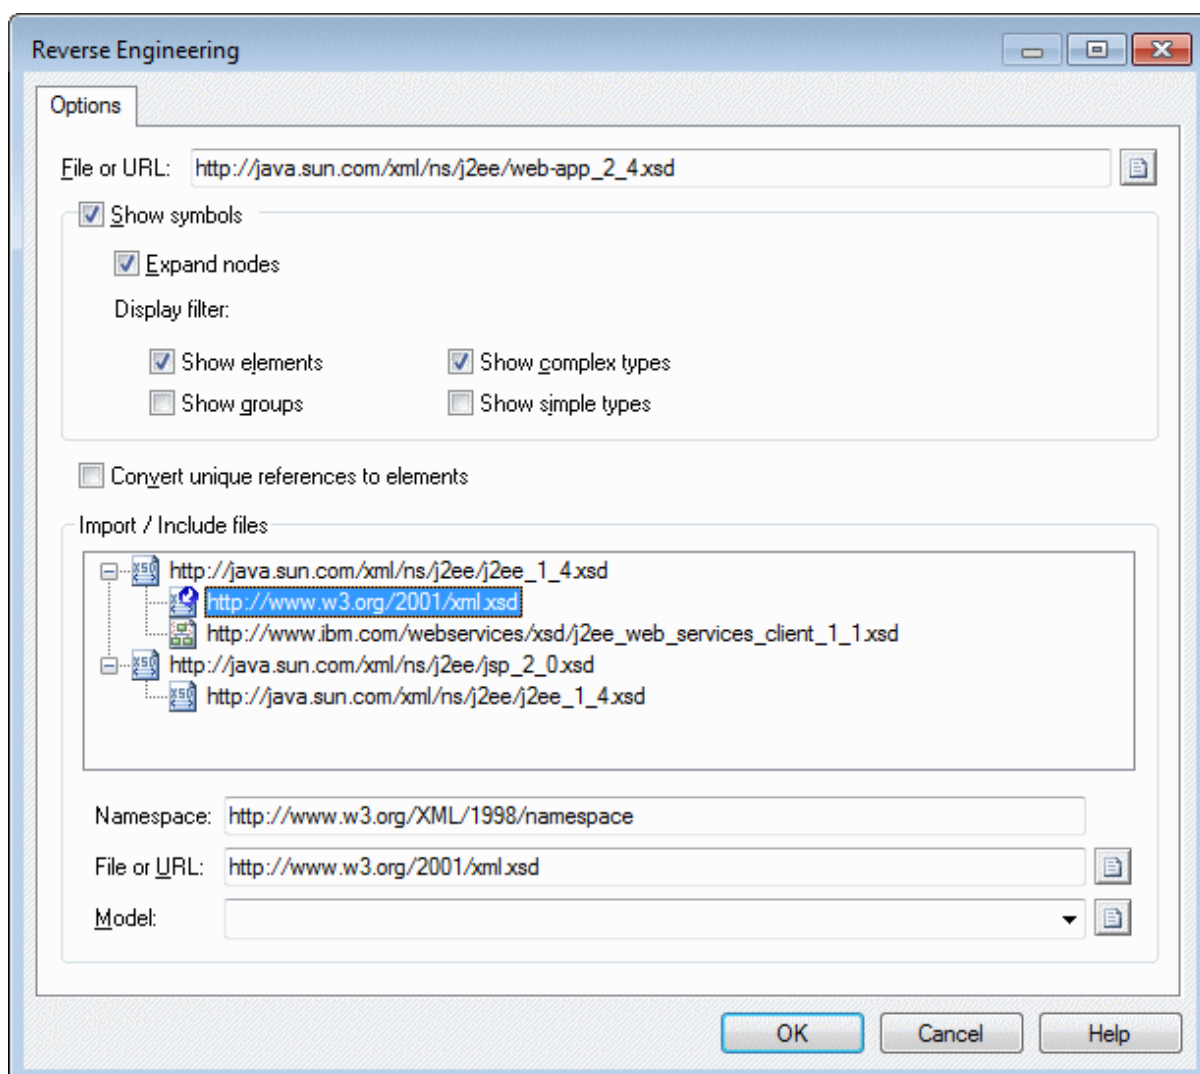 Reverse Engineering
Options
File or URL: http://java.sun.com/xml/ns/j2ee/web-app_2_4.xsd
Show symbols
Expand nodes
Display filter:
Show elements Show complex types
Show groups Show simple types
Convert unique references to elements
Import / Include files
http://java.sun.com/xml/ns/j2ee/j2ee_1_4.xsd
http://www.w3.org/2001/xml.xsd
http://www.ibm.com/webservices/xsd/j2ee_web_services_client_1_1.xsd
http://java.sun.com/xml/ns/j2ee/jsp_2_0.xsd
http://java.sun.com/xml/ns/j2ee/j2ee_1_4.xsd
Namespace: http://www.w3.org/XML/1998/namespace
File or URL: http://www.w3.org/2001/xml.xsd
Model:
OK Cancel Help